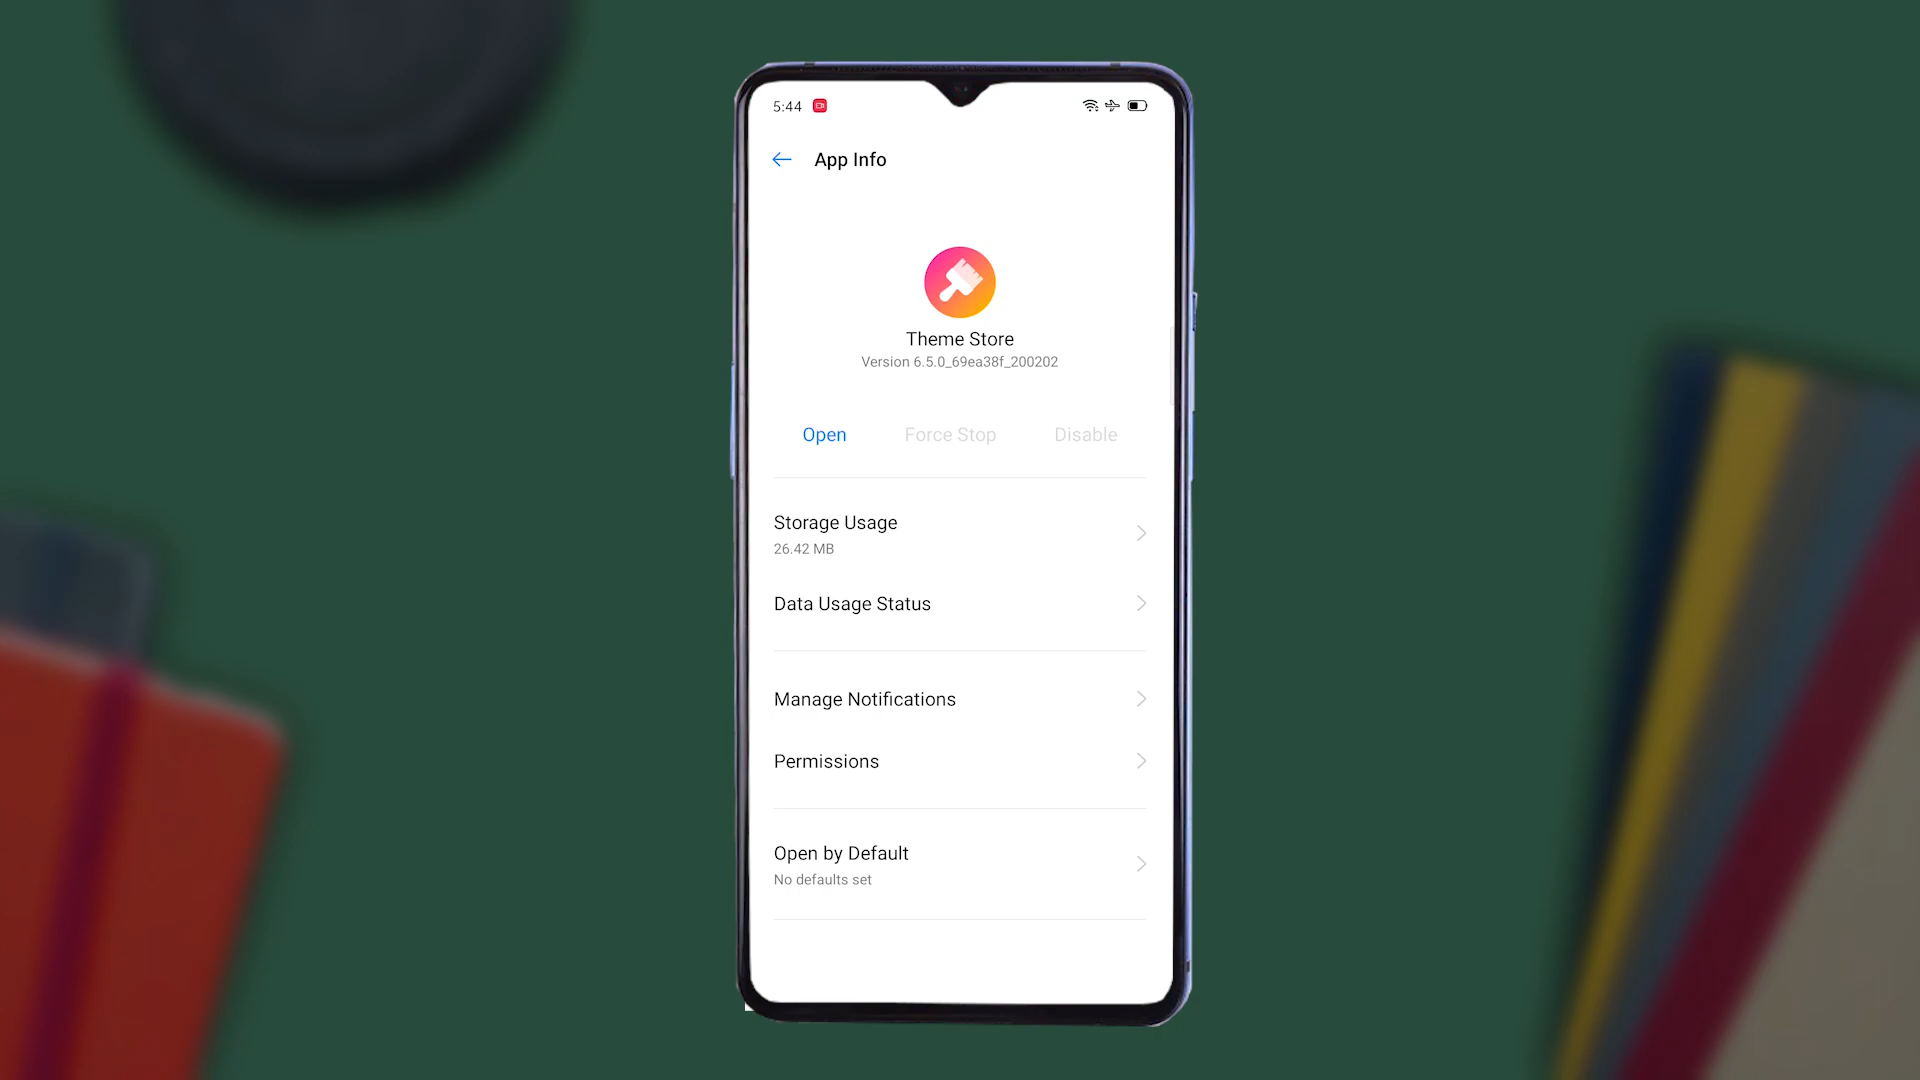 5:44
App Info
Theme Store
Version 6.5.0_69ea38f_200202
Open Force Stop Disable
Storage Usage
26.42 MB
Data Usage Status
Manage Notifications
Permissions
Open by Default
No defaults set